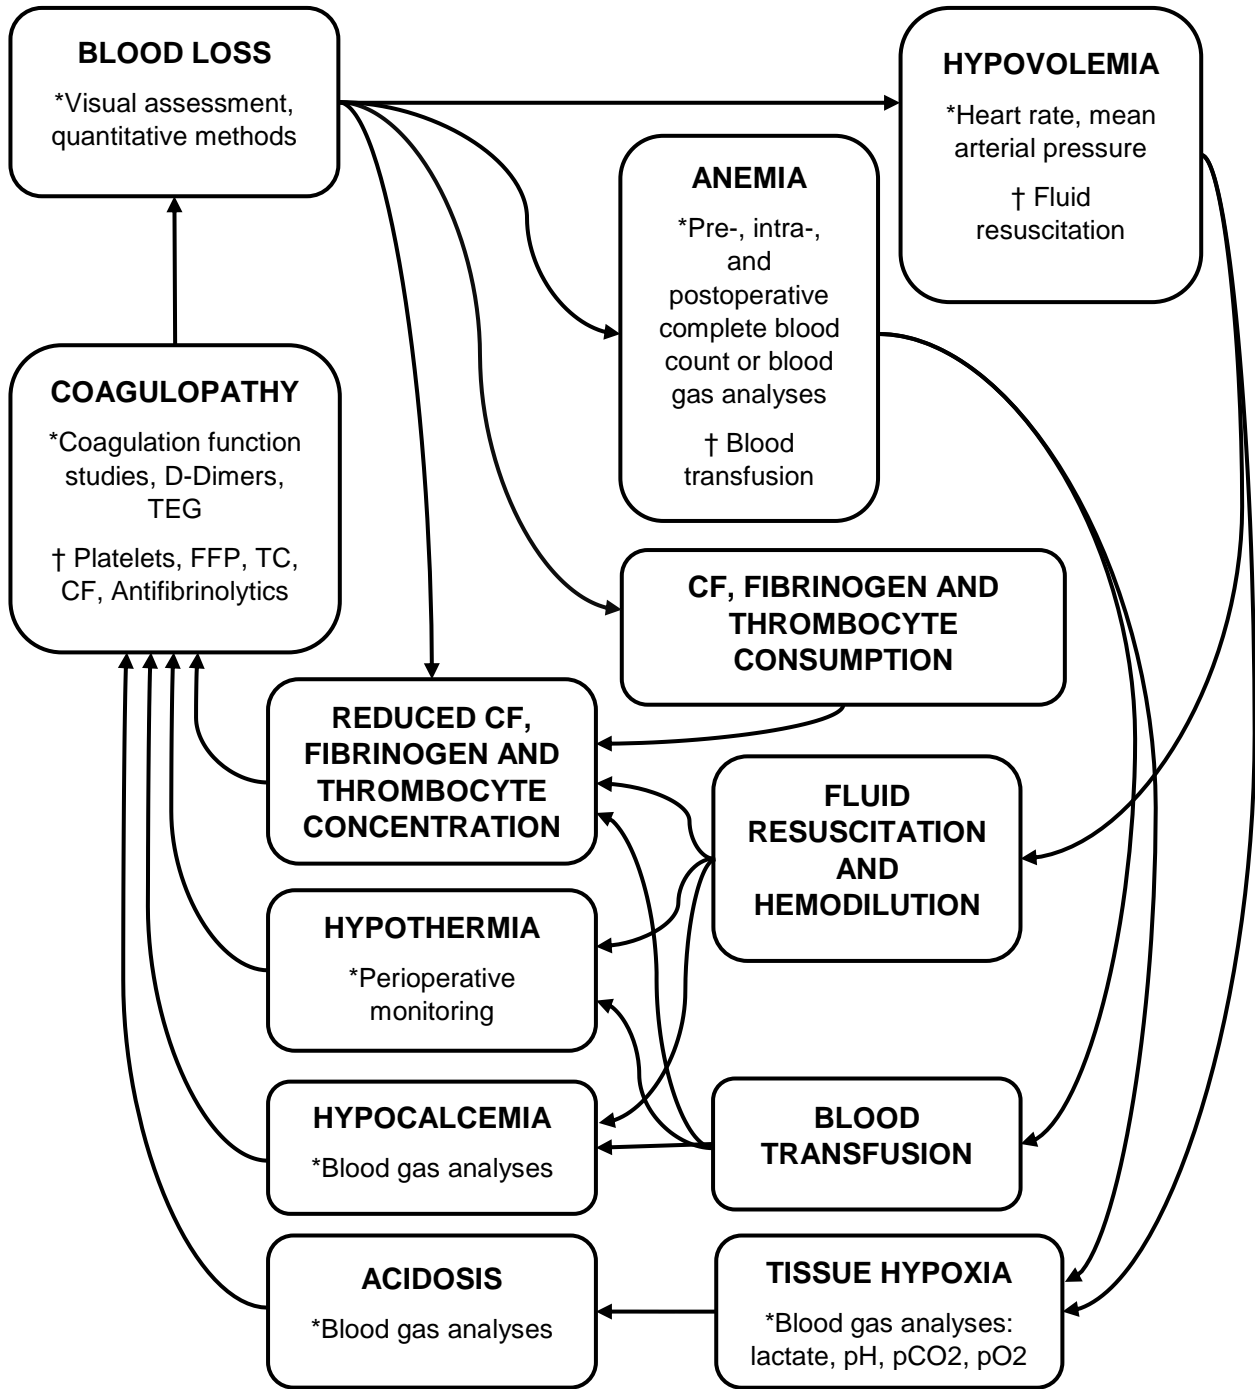 BLOOD LOSS
*Visual assessment,
quantitative methods
HYPOVOLEMIA
*Heart rate, mean
arterial pressure
† Fluid
resuscitation
ANEMIA
*Pre-, intra-,
and
postoperative
complete blood
count or blood
gas analyses
† Blood
transfusion
COAGULOPATHY
*Coagulation function
studies, D-Dimers,
TEG
† Platelets, FFP, TC,
CF, Antifibrinolytics
CF, FIBRINOGEN AND
THROMBOCYTE
CONSUMPTION
REDUCED CF,
FIBRINOGEN AND
THROMBOCYTE
CONCENTRATION
FLUID
RESUSCITATION
AND
HEMODILUTION
HYPOTHERMIA
*Perioperative
monitoring
HYPOCALCEMIA
*Blood gas analyses
BLOOD
TRANSFUSION
ACIDOSIS
*Blood gas analyses
TISSUE HYPOXIA
*Blood gas analyses:
lactate, pH, pCO2, pO2